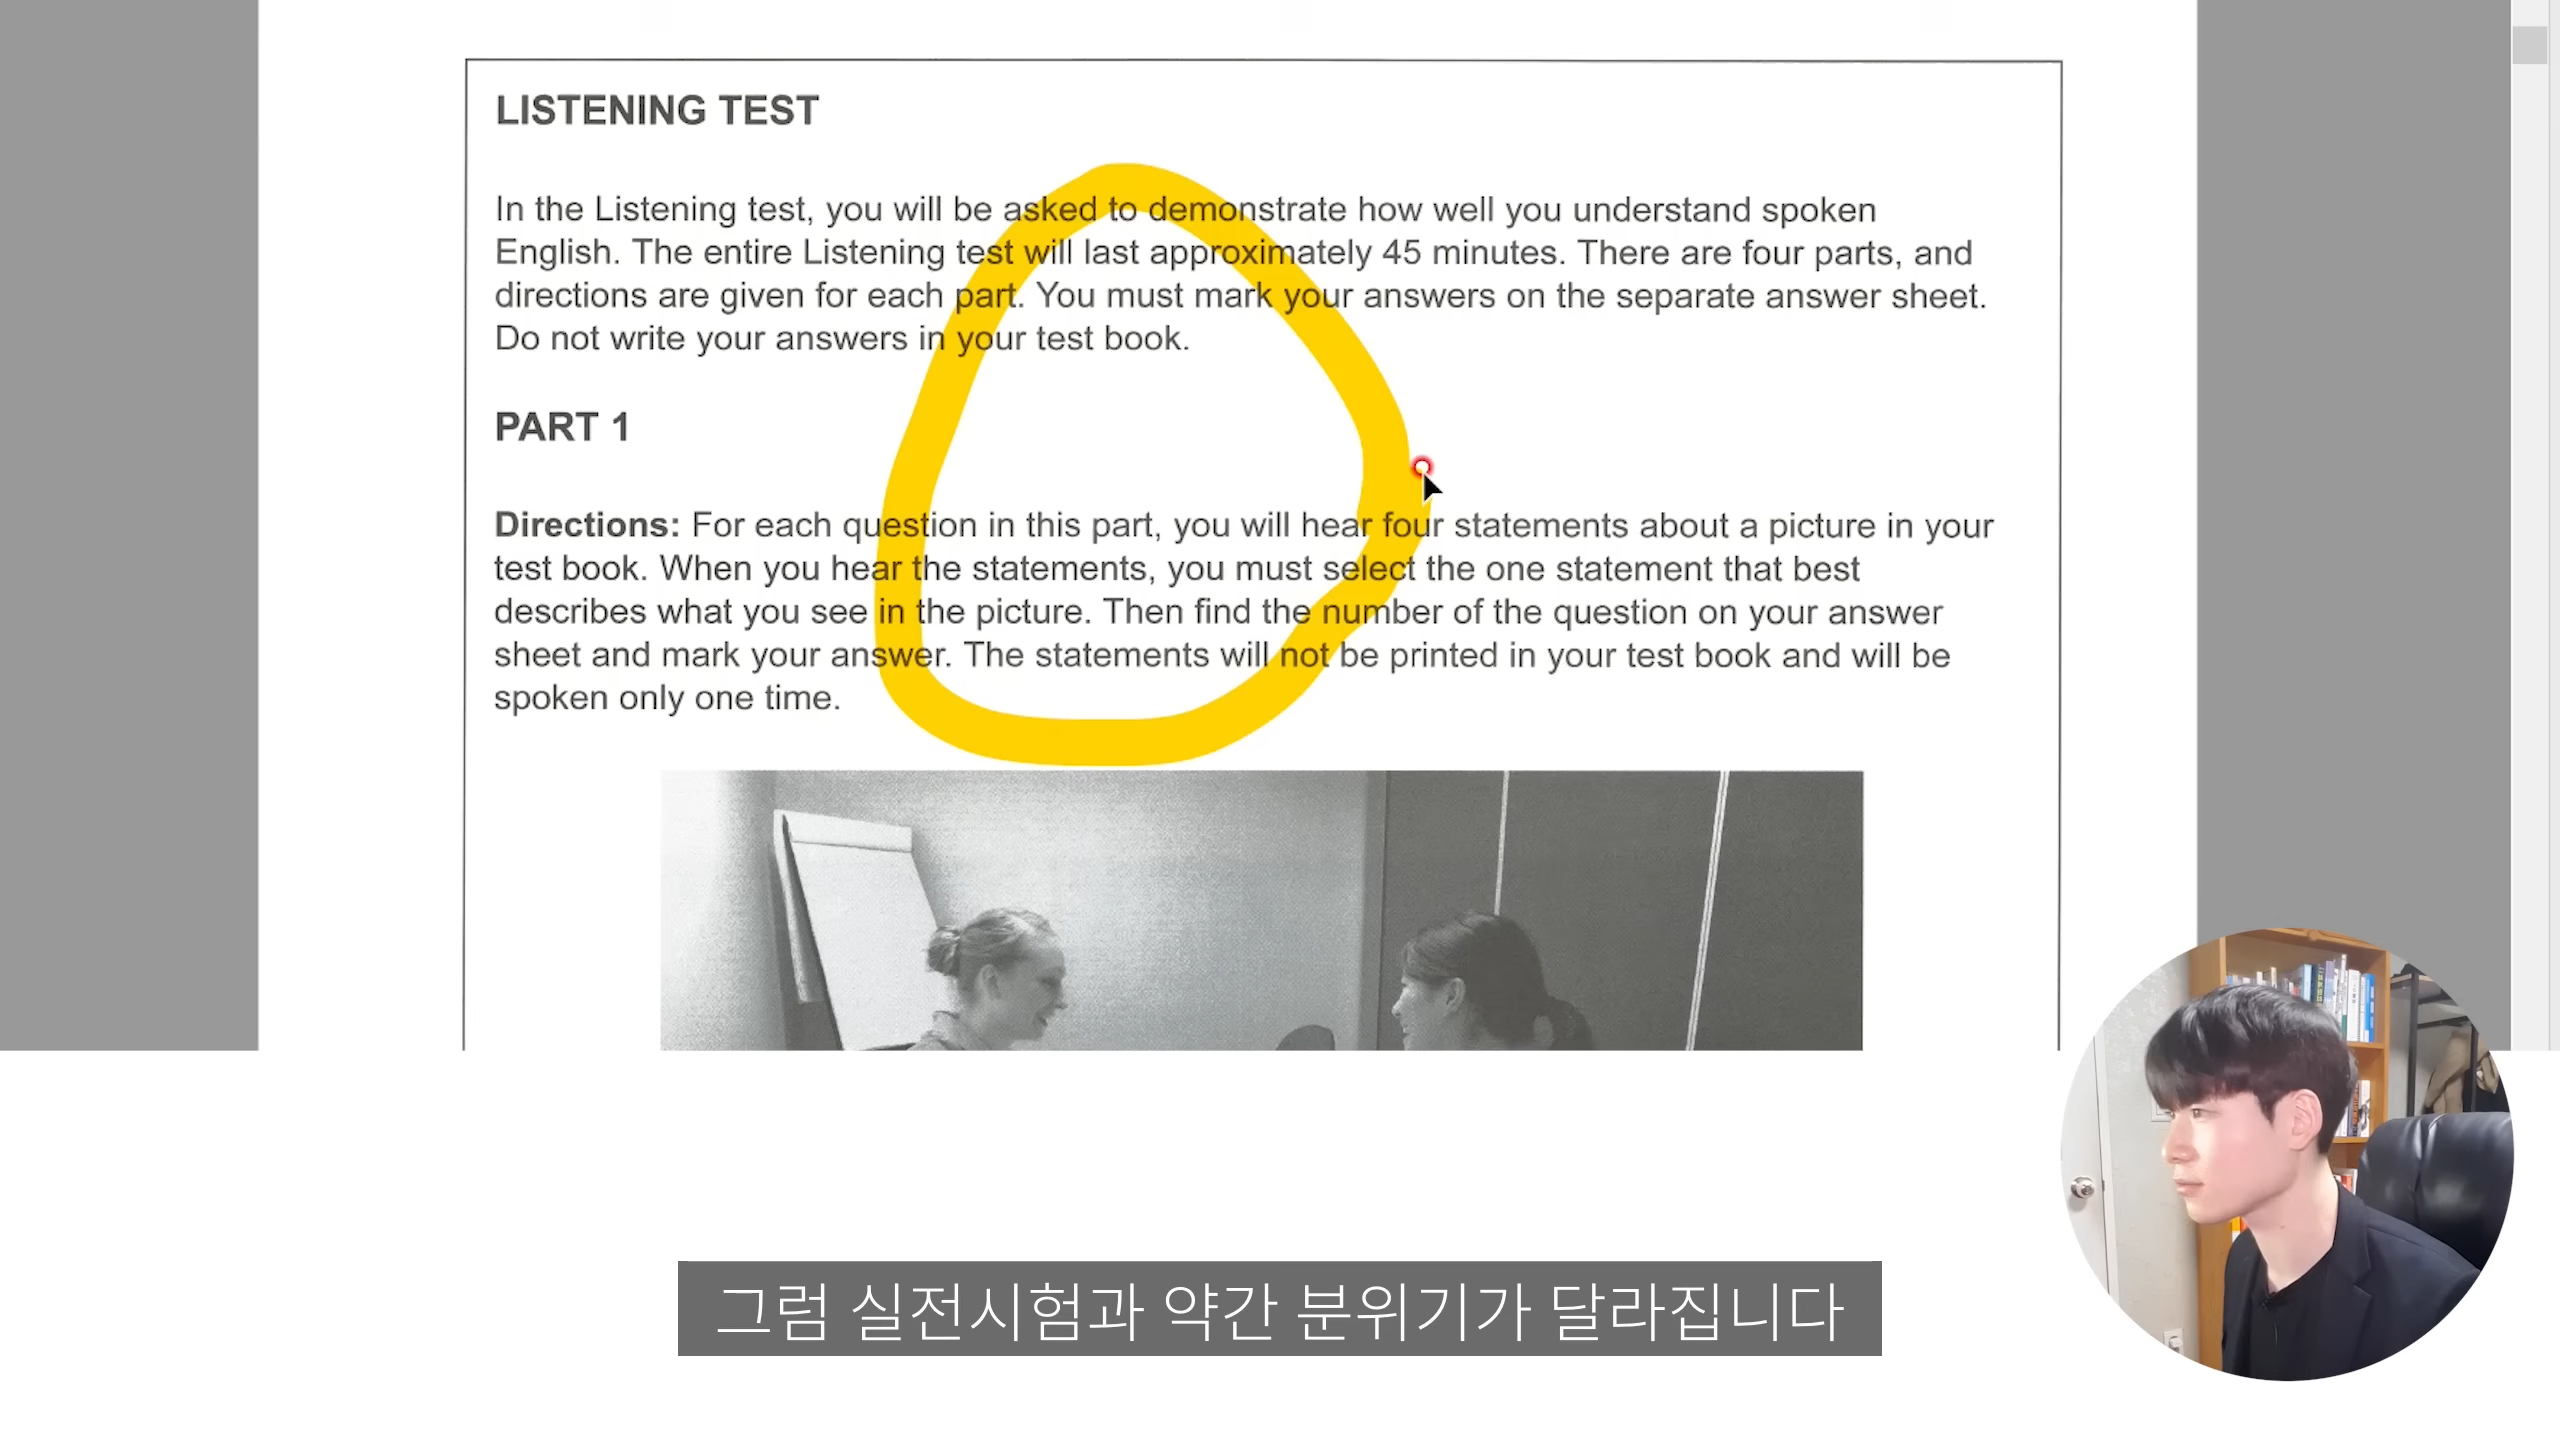 LISTENING TEST
In the Listening test, you will be asked to demonstrate how well you understand spoken
English. The entire Listening test will last approximately 45 minutes. There are four parts, and
directions are given for each part. You must mark your answers on the separate answer sheet.
Do not write your answers in your test book.
PART 1
Directions: For each question in this part, you will hear four statements about a picture in your
test book. When you hear the statements, you must select the one statement that best
describes what you see in the picture. Then find the number of the question on your answer
sheet and mark your answer. The statements will not be printed in your test book and will be
spoken only one time.
그럼 실전시험과 약간 분위기가 달라집니다